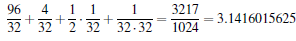 96/32 + 4/32 + 1/2 · 1/32 + 1/(32·32) = 3217/1024 = 3.1416015625